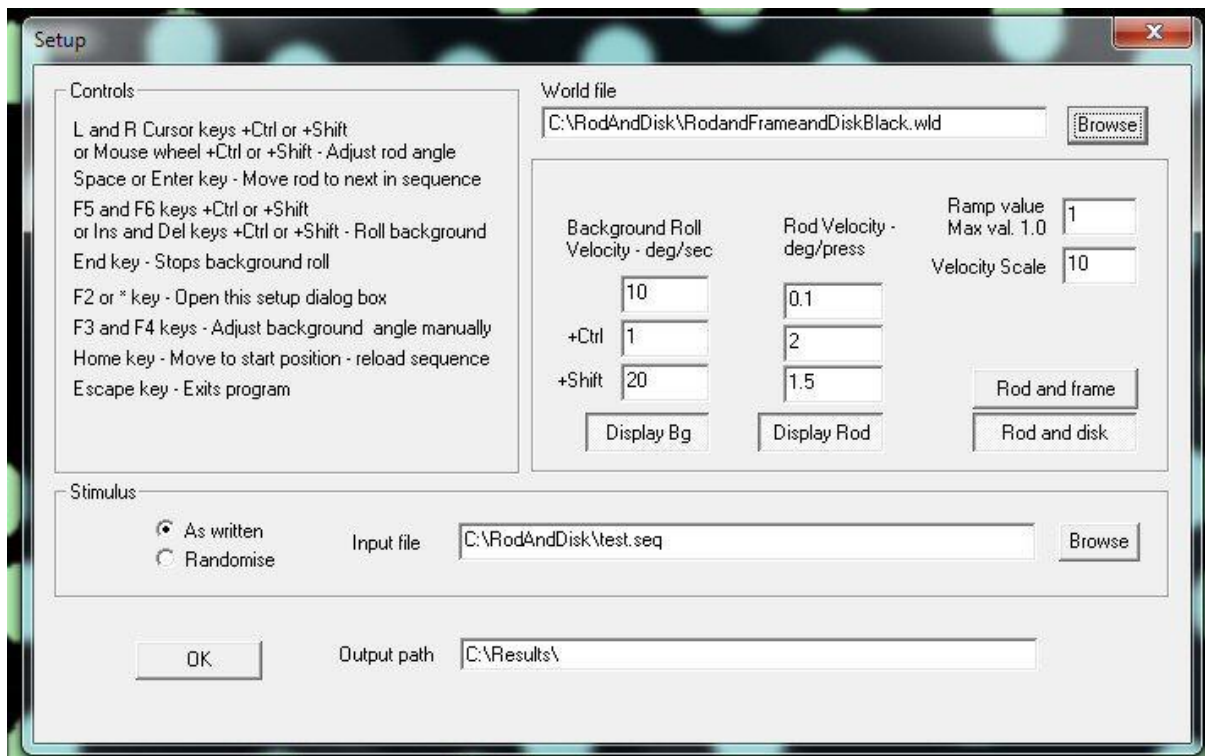 Setup
Controls
L and R Cursor keys +Ctrl or +Shift
or Mouse wheel +Ctrl or +Shift - Adjust rod angle
Space or Enter key - Move rod to next in sequence
F5 and F6 keys +Ctrl or +Shift
or Ins and Del keys +Ctrl or +Shift - Roll background
End key - Stops background roll
F2 or * key - Open this setup dialog box
F3 and F4 keys - Adjust background  angle manually
Home key - Move to start position - reload sequence
Escape key - Exits program
World file
C:\RodAndDisk\RodandFrameandDiskBlack.wld
Browse
Background Roll
Velocity - deg/sec
10
+Ctrl 1
+Shift 20
Display Bg
Rod Velocity -
deg/press
0.1
2
1.5
Display Rod
Ramp value
Max val. 1.0
1
Velocity Scale 10
Rod and frame
Rod and disk
Stimulus
As written
Randomise
Input file C:\RodAndDisk\test.seq Browse
OK Output path C:\Results\